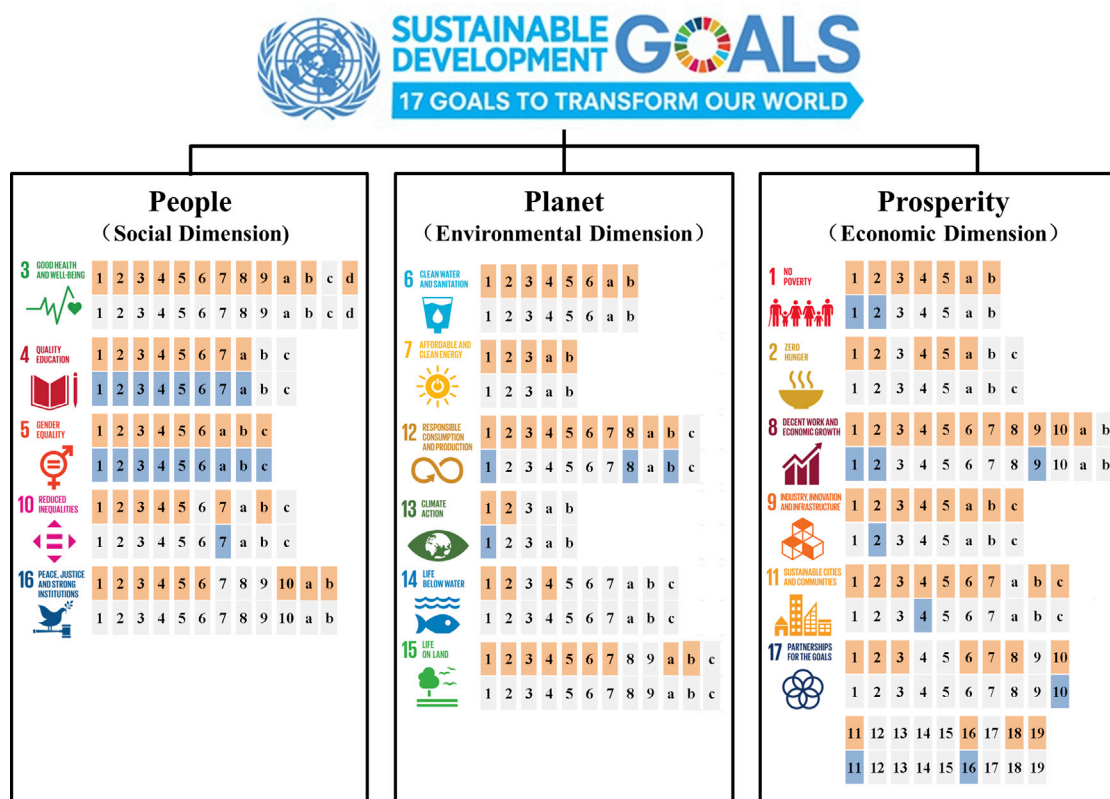 SUSTAINABLE
DEVELOPMENT
GOALS
17 GOALS TO TRANSFORM OUR WORLD
People
（Social Dimension)
3 GOOD HEALTH
AND WELL-BEING
1 2 3 4 5 6 7 8 9 a b c d
1 2 3 4 5 6 7 8 9 a b c d
4 QUALITY
EDUCATION
1 2 3 4 5 6 7 a b c
1 2 3 4 5 6 7 a b c
5 GENDER
EQUALITY
1 2 3 4 5 6 a b c
1 2 3 4 5 6 a b c
10 REDUCED
INEQUALITIES
1 2 3 4 5 6 7 a b c
1 2 3 4 5 6 7 a b c
16 PEACE, JUSTICE
AND STRONG
INSTITUTIONS
1 2 3 4 5 6 7 8 9 10 a b
1 2 3 4 5 6 7 8 9 10 a b
Planet
（Environmental Dimension）
6 CLEAN WATER
AND SANITATION
1 2 3 4 5 6 a b
1 2 3 4 5 6 a b
7 AFFORDABLE AND
CLEAN ENERGY
1 2 3 a b
1 2 3 a b
12 RESPONSIBLE
CONSUMPTION
AND PRODUCTION
1 2 3 4 5 6 7 8 a b c
1 2 3 4 5 6 7 8 a b c
13 CLIMATE
ACTION
1 2 3 a b
1 2 3 a b
14 LIFE
BELOW WATER
1 2 3 4 5 6 7 a b c
1 2 3 4 5 6 7 a b c
15 LIFE
ON LAND
1 2 3 4 5 6 7 8 9 a b c
1 2 3 4 5 6 7 8 9 a b c
Prosperity
（Economic Dimension）
1 NO
POVERTY
1 2 3 4 5 a b
1 2 3 4 5 a b
2 ZERO
HUNGER
1 2 3 4 5 a b c
1 2 3 4 5 a b c
8 DECENT WORK AND
ECONOMIC GROWTH
1 2 3 4 5 6 7 8 9 10 a b
1 2 3 4 5 6 7 8 9 10 a b
9 INDUSTRY, INNOVATION
AND INFRASTRUCTURE
1 2 3 4 5 a b c
1 2 3 4 5 a b c
11 SUSTAINABLE CITIES
AND COMMUNITIES
1 2 3 4 5 6 7 a b c
1 2 3 4 5 6 7 a b c
17 PARTNERSHIPS
FOR THE GOALS
1 2 3 4 5 6 7 8 9 10
1 2 3 4 5 6 7 8 9 10
11 12 13 14 15 16 17 18 19
11 12 13 14 15 16 17 18 19